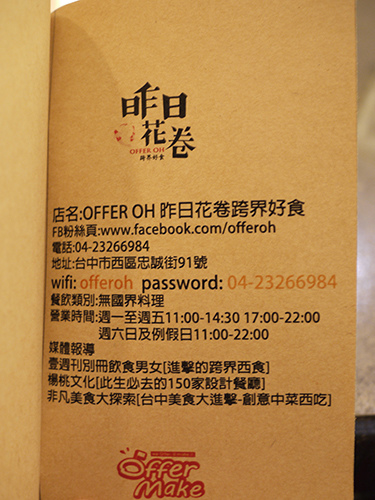 昨日
花卷
OFFER OH
跨界好食
店名:OFFER OH 昨日花卷跨界好食
FB粉絲頁:www.facebook.com/offeroh
電話:04-23266984
地址:台中市西區忠誠街91號
wifi: offeroh password: 04-23266984
餐飲類別:無國界料理
營業時間:週一至週五11:00-14:30 17:00-22:00
週六日及例假日11:00-22:00
媒體報導
壹週刊別冊飲食男女[進擊的跨界西食]
楊桃文化[此生必去的150家設計餐廳]
非凡美食大探索[台中美食大進擊-創意中菜西吃]
Offer
Make